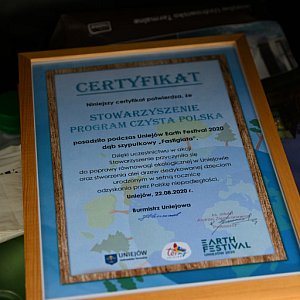 CERTYFIKAT
Niniejszy certyfikat potwierdza, że
STOWARZYSZENIE
PROGRAM CZYSTA POLSKA
posadziło podczas Uniejów Earth Festival 2020
dąb szypułkowy „Fastigiata”.
Dzięki uczestnictwu w akcji
Stowarzyszenie przyczyniło się
do poprawy równowagi ekologicznej w Uniejowie
oraz stworzenia alei drzew dedykowanej dzieciom
urodzonym w setną rocznicę
odzyskania przez Polskę niepodległości.
Uniejów, 22.08.2020 r.
Burmistrz Uniejowa
UNIEJÓW
EARTH
FESTIVAL